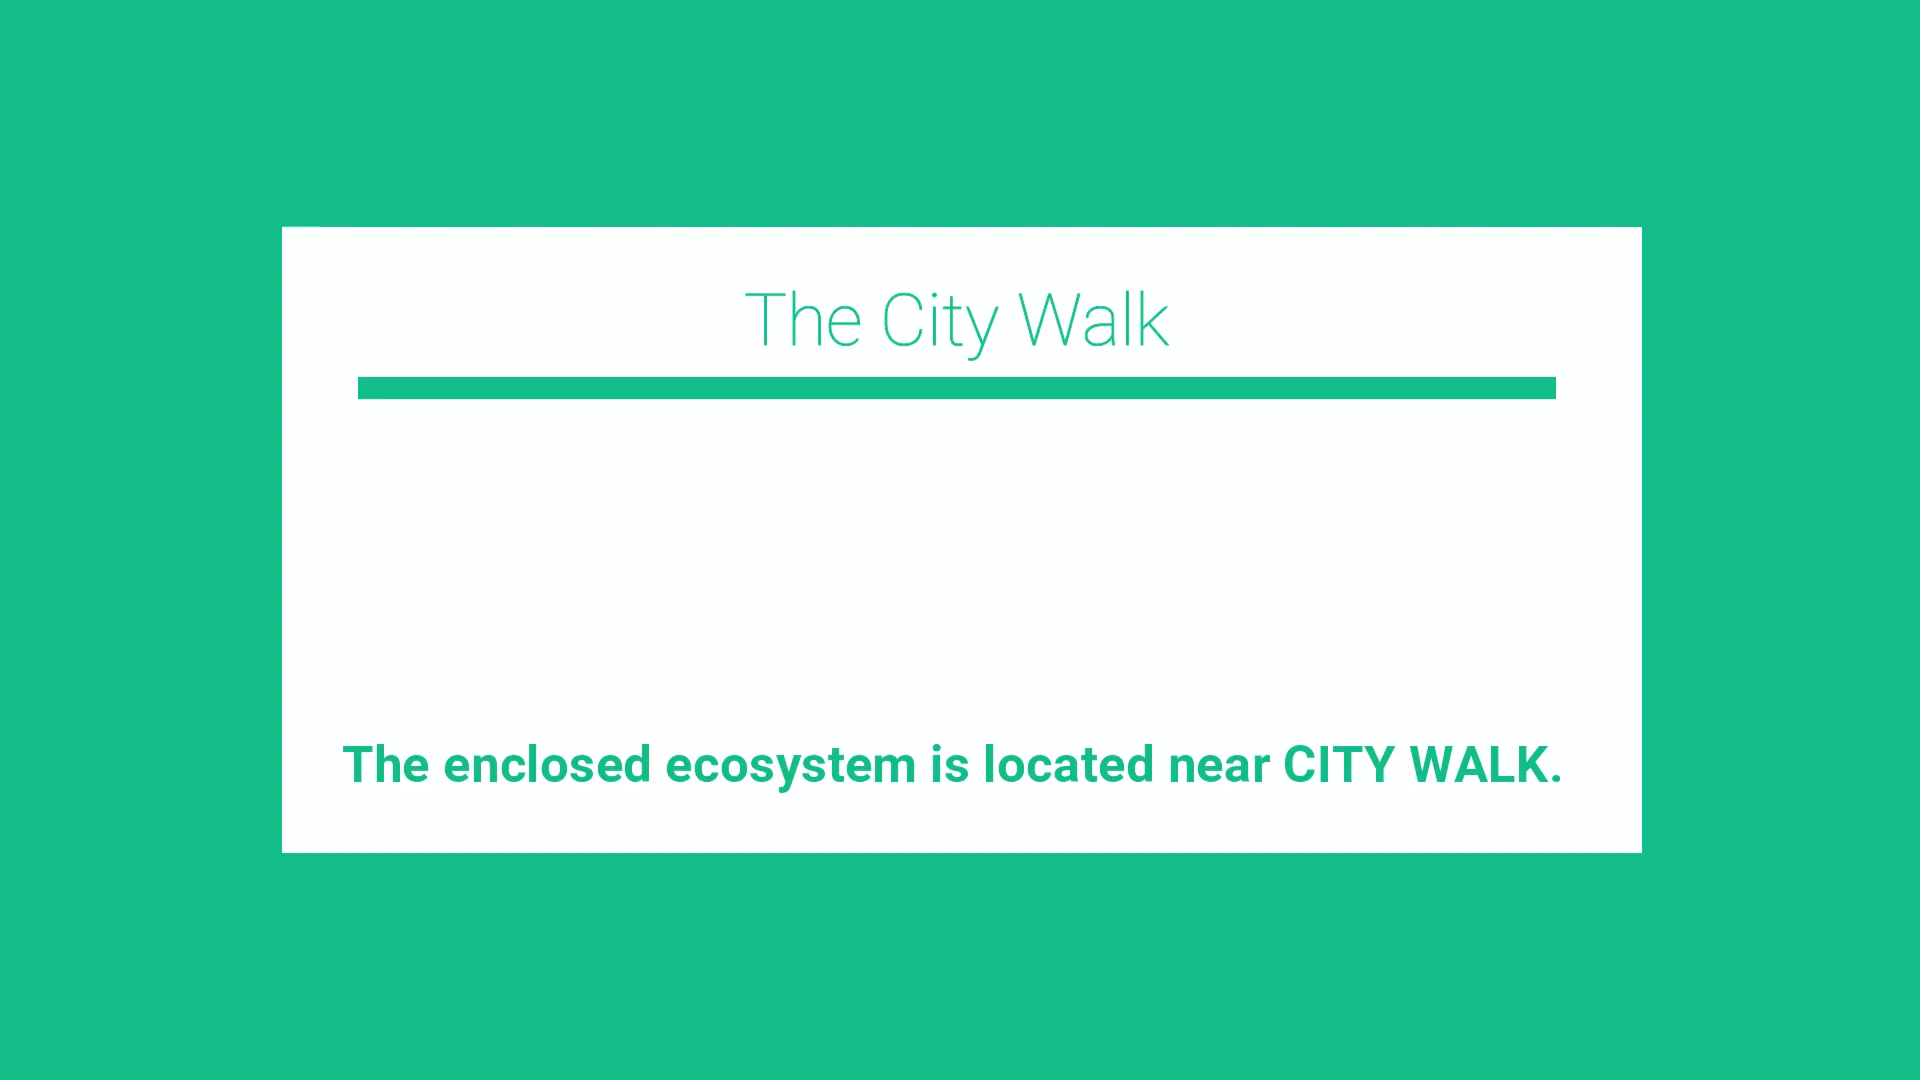 The City Walk
The enclosed ecosystem is located near CITY WALK.